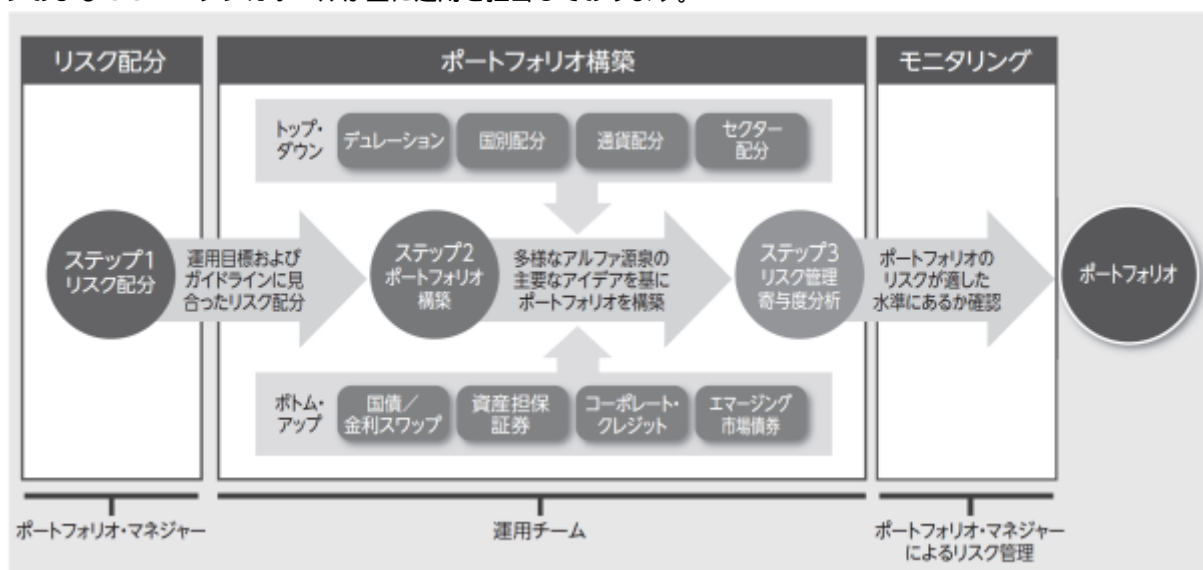 リスク配分
ポートフォリオ構築
モニタリング
トップ・
ダウン
デュレーション
国別配分
通貨配分
セクター
配分
ステップ1
リスク配分
運用目標および
ガイドラインに見
合ったリスク配分
ステップ2
ポートフォリオ
構築
多様なアルファ源泉の
主要なアイデアを基に
ポートフォリオを構築
ステップ3
リスク管理
寄与度分析
ポートフォリオの
リスクが適した
水準にあるか確認
ポートフォリオ
ボトム・
アップ
国債／
金利スワップ
資産担保
証券
コーポレート・
クレジット
エマージング
市場債券
ポートフォリオ・マネジャー
運用チーム
ポートフォリオ・マネジャー
によるリスク管理